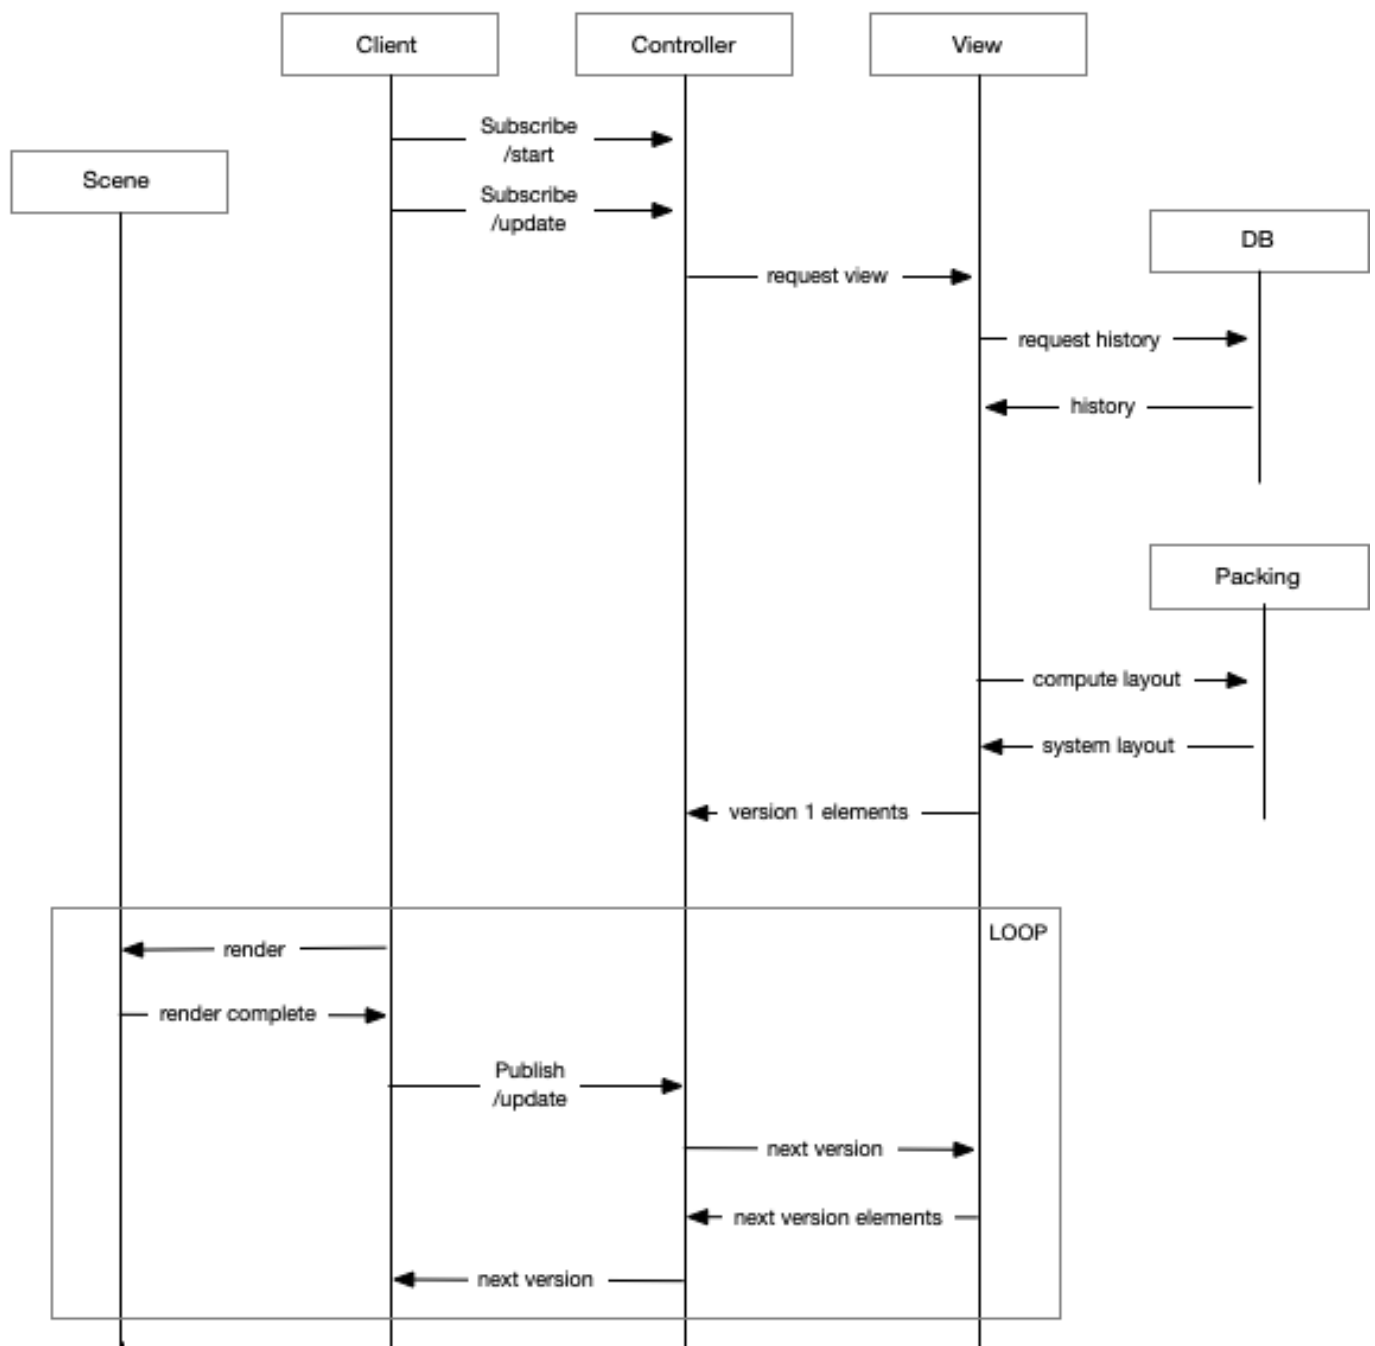 Client
Controller
View
Subscribe
/start
Scene
Subscribe
/update
DB
request view
request history
history
Packing
compute layout
system layout
version 1 elements
LOOP
render
render complete
Publish
/update
next version
next version elements
next version